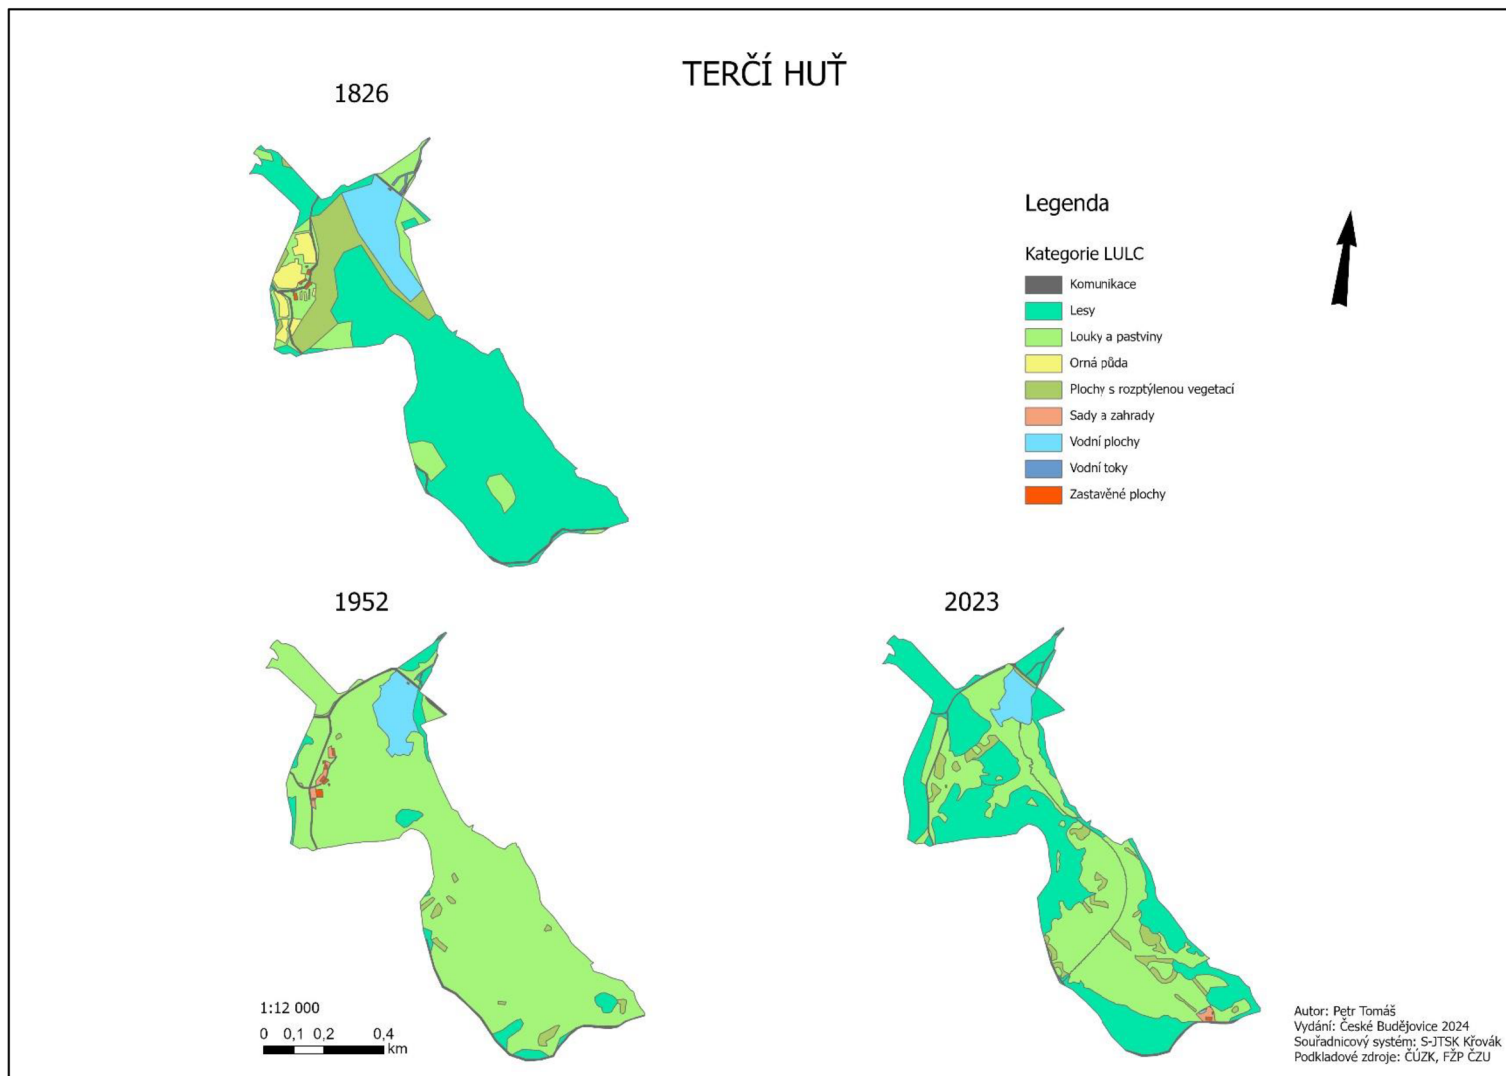 TERČÍ HUŤ
1826
Legenda
Kategorie LULC
Komunikace
Lesy
Louky a pastviny
Orná půda
Plochy s rozptýlenou vegetací
Sady a zahrady
Vodní plochy
Vodní toky
Zastavěné plochy
1952
2023
1:12 000
0 0,1 0,2 0,4
km
Autor: Petr Tomáš
Vydání: České Budějovice 2024
Souřadnicový systém: S-JTSK Křovák
Podkladové zdroje: ČÚZK, FŽP ČZU